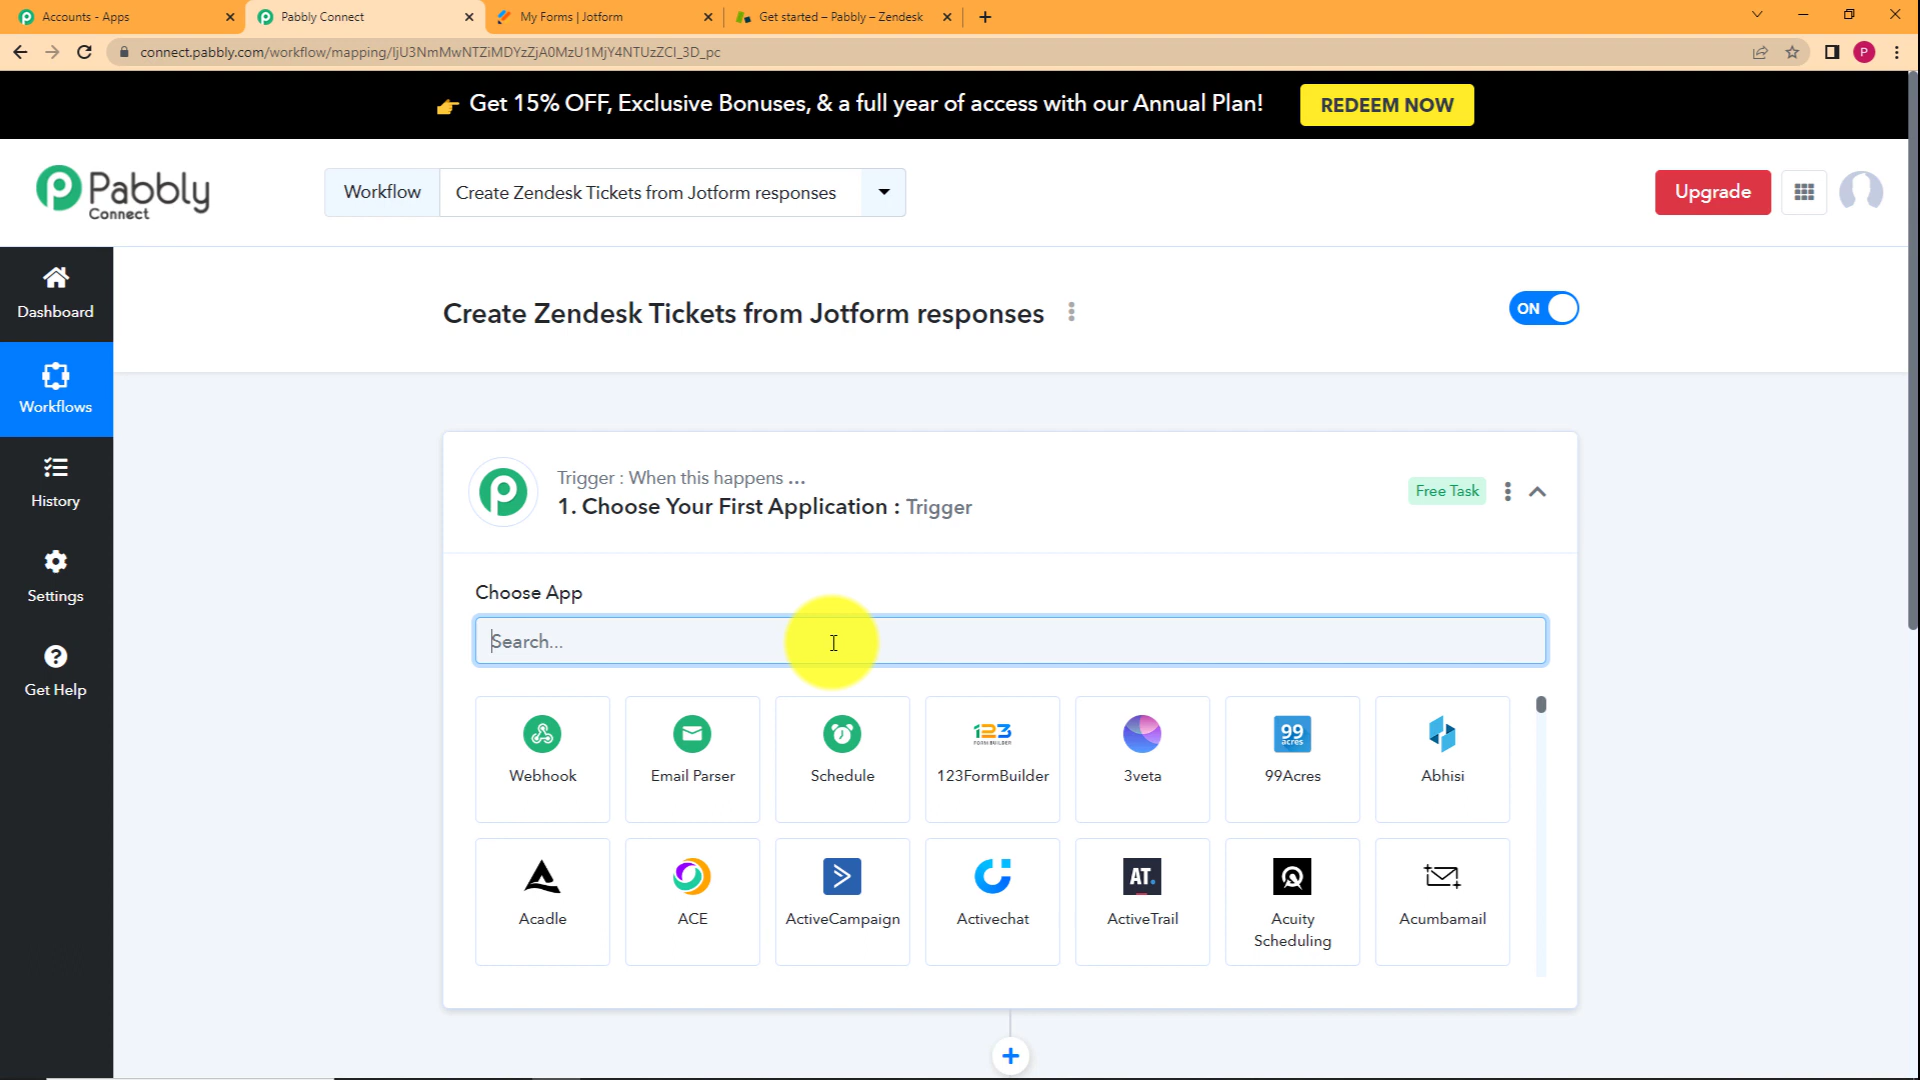 Accounts - Apps
Pabbly Connect
My Forms | Jotform
Get started – Pabbly – Zendesk
connect.pabbly.com/workflow/mapping/IjU3NmMwNTZiMDYzZjA0MzU1MjY4NTUzZCI_3D_pc
P
Get 15% OFF, Exclusive Bonuses, & a full year of access with our Annual Plan!
REDEEM NOW
Pabbly
Connect
Workflow
Create Zendesk Tickets from Jotform responses
Upgrade
Dashboard
Workflows
History
Settings
Get Help
Create Zendesk Tickets from Jotform responses
ON
Trigger : When this happens ...
1. Choose Your First Application : Trigger
Free Task
Choose App
Search...
Webhook
Email Parser
Schedule
123
FORM BUILDER
123FormBuilder
3veta
99
acres
99Acres
Abhisi
Acadle
ACE
ActiveCampaign
Activechat
AT.
ActiveTrail
Acuity
Scheduling
Acumbamail